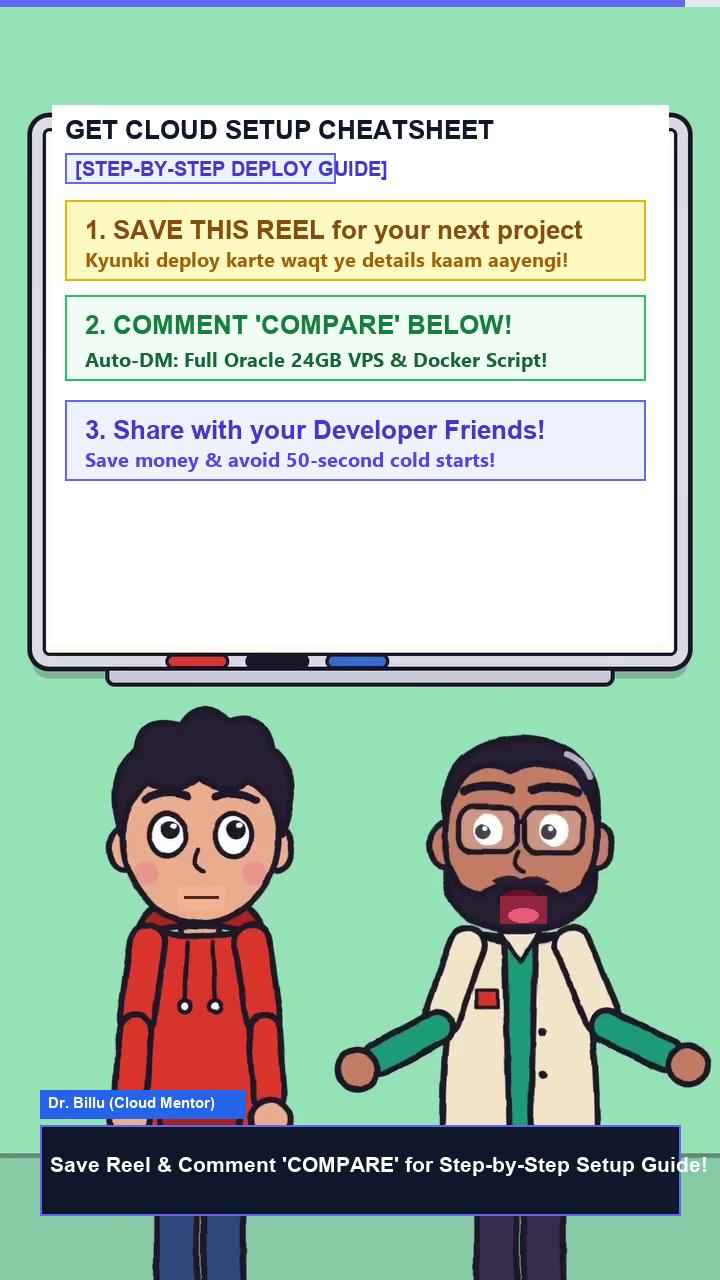 GET CLOUD SETUP CHEATSHEET
[STEP-BY-STEP DEPLOY GUIDE]
1. SAVE THIS REEL for your next project
Kyunki deploy karte waqt ye details kaam aayengi!
2. COMMENT 'COMPARE' BELOW!
Auto-DM: Full Oracle 24GB VPS & Docker Script!
3. Share with your Developer Friends!
Save money & avoid 50-second cold starts!
Dr. Billu (Cloud Mentor)
Save Reel & Comment 'COMPARE' for Step-by-Step Setup Guide!